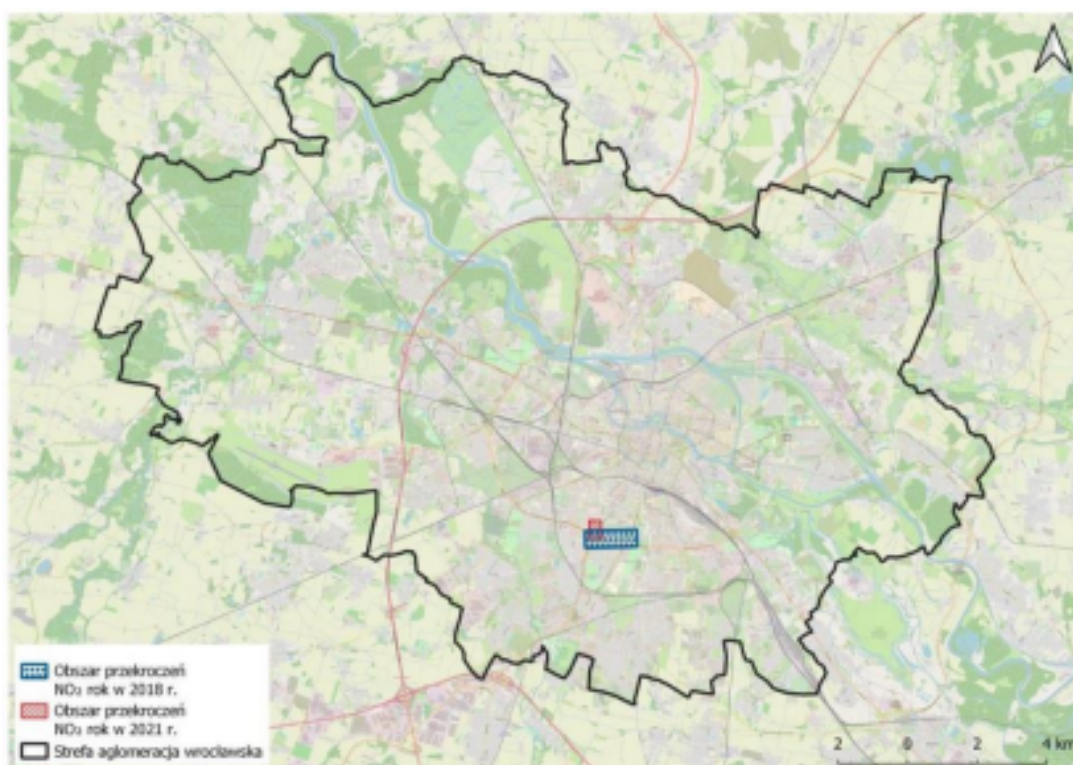 Obszar przekroczeń
NO₂ rok w 2018 r.
Obszar przekroczeń
NO₂ rok w 2021 r.
Strefa aglomeracja wrocławska
2 0 2 4 km